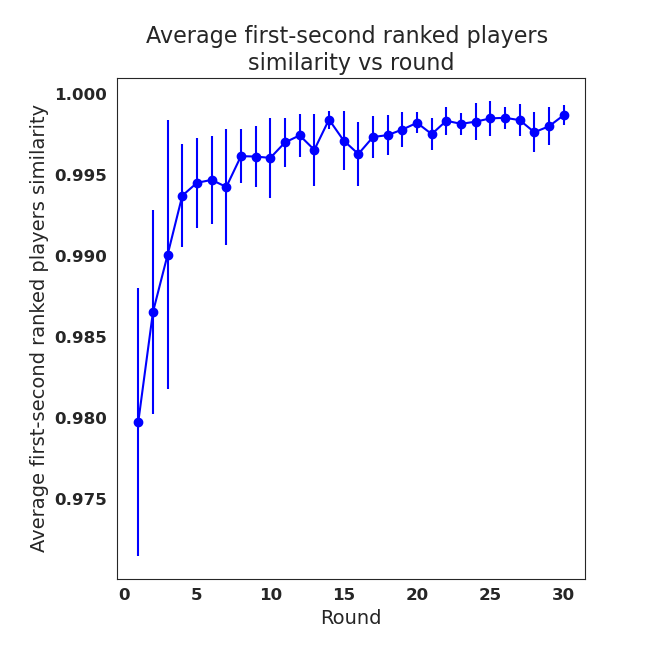 Average first-second ranked players
similarity vs round
Average first-second ranked players similarity
1.000
0.995
0.990
0.985
0.980
0.975
0 5 10 15 20 25 30
Round